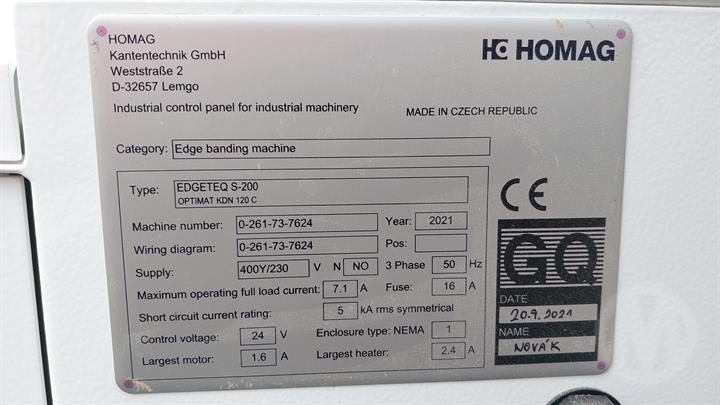 HOMAG
Kantentechnik GmbH
Weststraße 2
D-32657 Lemgo
HOMAG
Industrial control panel for industrial machinery
MADE IN CZECH REPUBLIC
Category: Edge banding machine
Type: EDGETEQ S-200
OPTIMAT KDN 120 C
Machine number: 0-261-73-7624 Year: 2021
Wiring diagram: 0-261-73-7624 Pos:
Supply: 400Y/230 V N NO 3 Phase 50 Hz
Maximum operating full load current: 7.1 A Fuse: 16 A
Short circuit current rating: 5 kA rms symmetrical
Control voltage: 24 V Enclosure type: NEMA 1
Largest motor: 1.6 A Largest heater: 2.4 A
CE
GQ
DATE
20.9.2021
NAME
NOVÁK